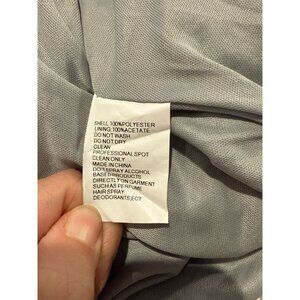 SHELL 100%POLYESTER
LINING 100%ACETATE
DO NOT WASH
DO NOT DRY
CLEAN
PROFESSIONAL SPOT
CLEAN ONLY
MADE IN CHINA
DO'T SPRAY ALCOHOL
BASED PRODUCTS
DIRECTLY ON GARMENT
SUCH AS PERFUME
HAIR SPRAY
DEODORANTS,ECT